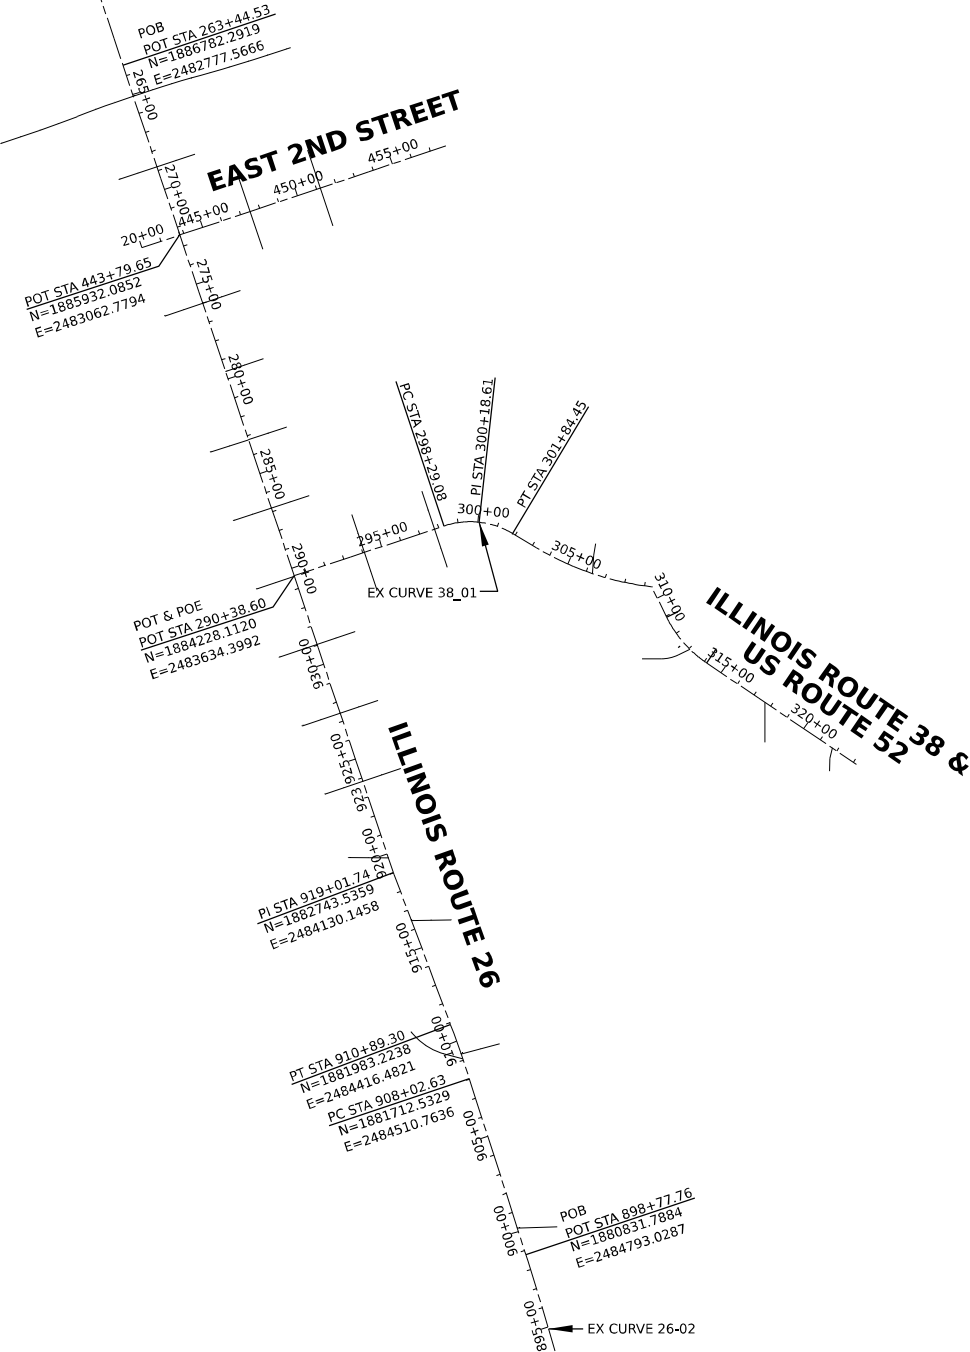 POB
POT STA 263+44.53
N=1886782.2919
E=2482777.5666
265+00
EAST 2ND STREET
455+00
450+00
445+00
270+00
20+00
POT STA 443+79.65
N=1885932.0852
E=2483062.7794
275+00
280+00
285+00
PC STA 298+29.08
PI STA 300+18.61
PT STA 301+84.45
300+00
295+00
305+00
290+00
310+00
EX CURVE 38_01
ILLINOIS ROUTE 38 &
US ROUTE 52
315+00
320+00
POT & POE
POT STA 290+38.60
N=1884228.1120
E=2483634.3992
930+00
925+00
923
ILLINOIS ROUTE 26
920+00
PI STA 919+01.74
N=1882743.5359
E=2484130.1458
915+00
910+00
PT STA 910+89.30
N=1881983.2238
E=2484416.4821
PC STA 908+02.63
N=1881712.5329
E=2484510.7636
905+00
900+00
POB
POT STA 898+77.76
N=1880831.7884
E=2484793.0287
895+00
EX CURVE 26-02